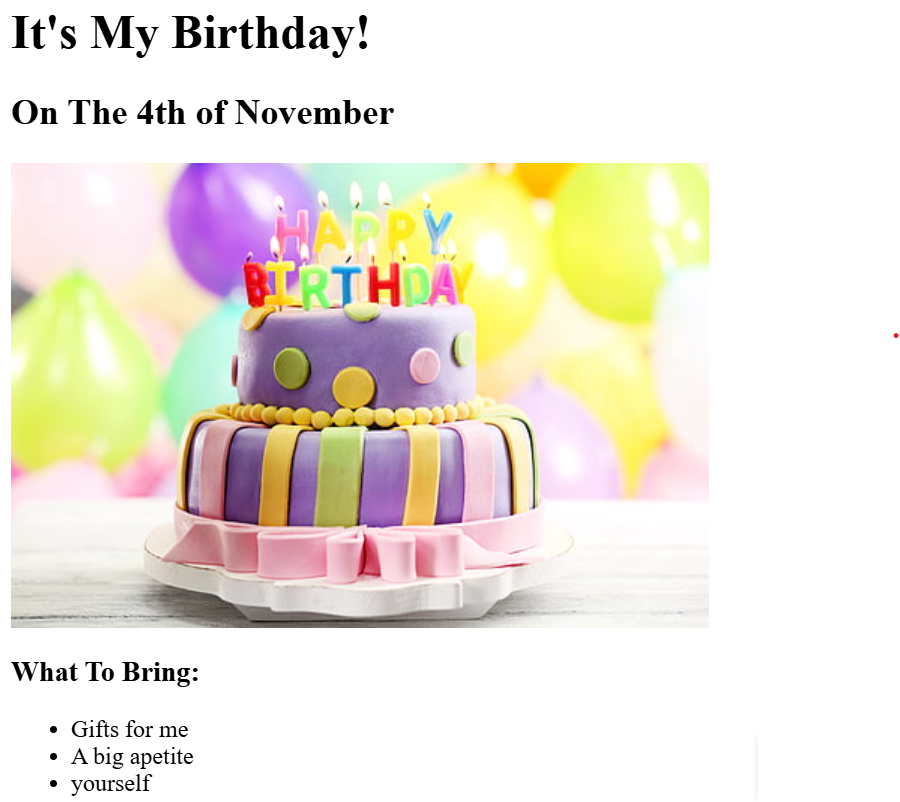 It's My Birthday!
On The 4th of November
HAPPY
BIRTHDAY
What To Bring:
Gifts for me
A big apetite
yourself